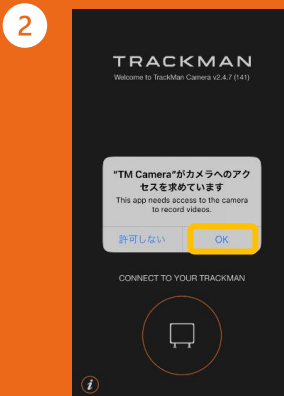 2
TRACKMAN
Welcome to TrackMan Camera v2.4.7 (141)
"TM Camera"がカメラへのアク
セスを求めています
This app needs access to the camera
to record videos.
許可しない
OK
CONNECT TO YOUR TRACKMAN
i